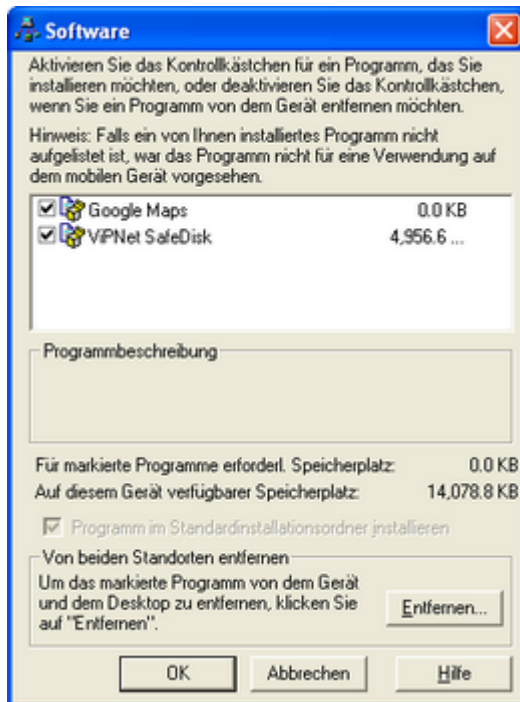 Software
Aktivieren Sie das Kontrollkästchen für ein Programm, das Sie
installieren möchten, oder deaktivieren Sie das Kontrollkästchen,
wenn Sie ein Programm von dem Gerät entfernen möchten.
Hinweis: Falls ein von Ihnen installiertes Programm nicht
aufgelistet ist, war das Programm nicht für eine Verwendung auf
dem mobilen Gerät vorgesehen.
Google Maps 0.0 KB
ViPNet SafeDisk 4,956.6 ...
Programmbeschreibung
Für markierte Programme erforderl. Speicherplatz: 0.0 KB
Auf diesem Gerät verfügbarer Speicherplatz: 14,078.8 KB
Programm im Standardinstallationsordner installieren
Von beiden Standorten entfernen
Um das markierte Programm von dem Gerät
und dem Desktop zu entfernen, klicken Sie
auf "Entfernen".
Entfernen...
OK Abbrechen Hilfe